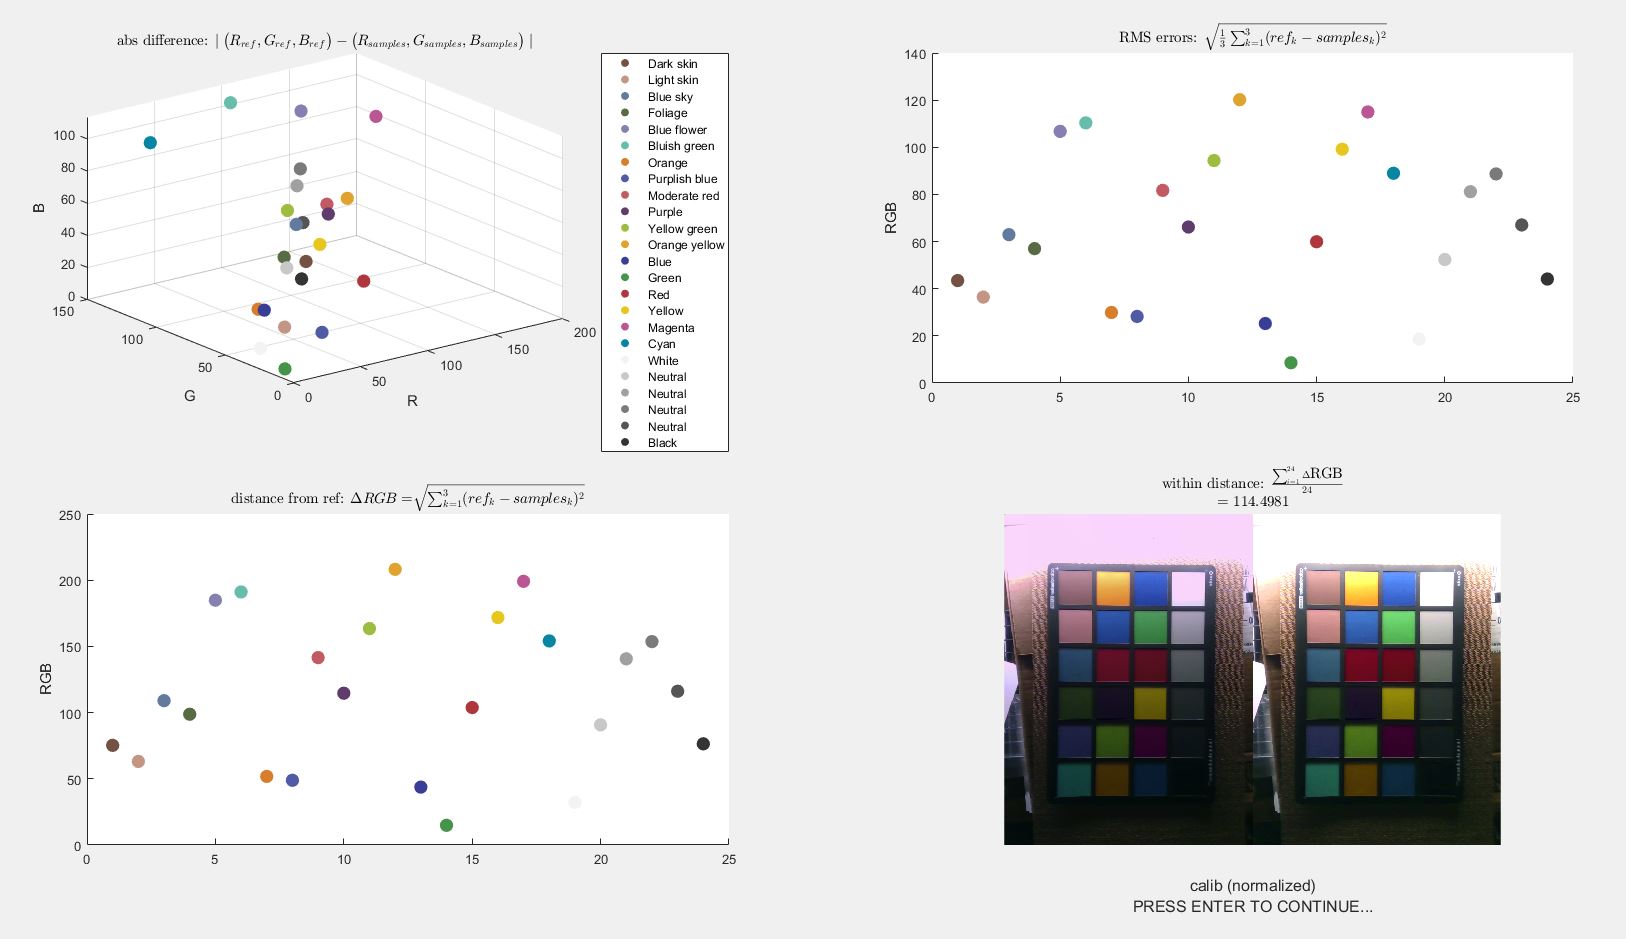 abs difference: | (R_ref, G_ref, B_ref) − (R_samples, G_samples, B_samples) |
100
80
60
40
20
0
B
150
100
50
0
G
0
50
100
150
200
R
Dark skin
Light skin
Blue sky
Foliage
Blue flower
Bluish green
Orange
Purplish blue
Moderate red
Purple
Yellow green
Orange yellow
Blue
Green
Red
Yellow
Magenta
Cyan
White
Neutral
Neutral
Neutral
Neutral
Black
RMS errors: √(1/3 ∑_{k=1}^{3}(ref_k − samples_k)²)
140
120
100
80
60
40
20
0
RGB
0 5 10 15 20 25
distance from ref: ΔRGB =√(∑_{k=1}^{3}(ref_k − samples_k)²)
250
200
150
100
50
0
RGB
0 5 10 15 20 25
within distance: ∑_{i=1}^{24} ΔRGB / 24
= 114.4981
calib (normalized)
PRESS ENTER TO CONTINUE...